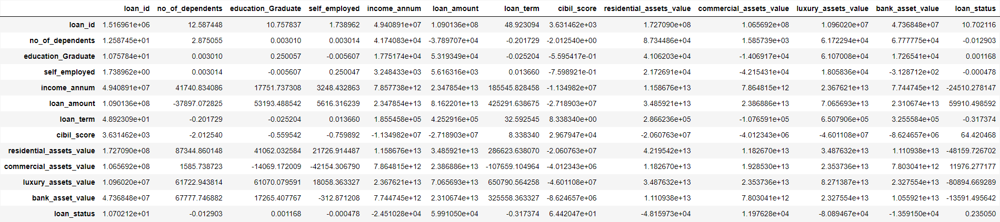 loan_id no_of_dependents education_Graduate self_employed income_annum loan_amount loan_term cibil_score residential_assets_value commercial_assets_value luxury_assets_value bank_asset_value loan_status
loan_id 1.516961e+06 12.587448 10.757837 1.738962 4.940891e+07 1.090136e+08 48.923094 3.631462e+03 1.727090e+08 1.065692e+08 1.096020e+07 4.736848e+07 10.702116
no_of_dependents 1.258745e+01 2.875055 0.003010 0.003014 4.174083e+04 -3.789707e+04 -0.201729 -2.012540e+00 8.734486e+04 1.585739e+03 6.172294e+04 6.777775e+04 -0.012903
education_Graduate 1.075784e+01 0.003010 0.250057 -0.005607 1.775174e+04 5.319349e+04 -0.025204 -5.595417e-01 4.106203e+04 -1.406917e+04 6.107008e+04 1.726541e+04 0.001168
self_employed 1.738962e+00 0.003014 -0.005607 0.250047 3.248433e+03 5.616316e+03 0.013660 -7.598921e-01 2.172691e+04 -4.215431e+04 1.805836e+04 -3.128712e+02 -0.000478
income_annum 4.940891e+07 41740.834086 17751.737308 3248.432863 7.857738e+12 2.347854e+13 185545.828458 -1.134982e+07 1.158676e+13 7.864815e+12 2.367621e+13 7.744745e+12 -24510.278147
loan_amount 1.090136e+08 -37897.072825 53193.488542 5616.316239 2.347854e+13 8.162201e+13 425291.638675 -2.718903e+07 3.485921e+13 2.386886e+13 7.065693e+13 2.310674e+13 59910.498592
loan_term 4.892309e+01 -0.201729 -0.025204 0.013660 1.855458e+05 4.252916e+05 32.592545 8.338340e+00 2.866236e+05 -1.076591e+05 6.507906e+05 3.255584e+05 -0.317374
cibil_score 3.631462e+03 -2.012540 -0.559542 -0.759892 -1.134982e+07 -2.718903e+07 8.338340 2.967947e+04 -2.060763e+07 -4.012343e+06 -4.601108e+07 -8.624657e+06 64.420468
residential_assets_value 1.727090e+08 87344.860148 41062.032584 21726.914487 1.158676e+13 3.485921e+13 286623.638070 -2.060763e+07 4.219542e+13 1.182670e+13 3.487632e+13 1.110938e+13 -48159.726702
commercial_assets_value 1.065692e+08 1585.738723 -14069.172009 -42154.306790 7.864815e+12 2.386886e+13 -107659.104964 -4.012343e+06 1.182670e+13 1.928530e+13 2.353736e+13 7.803041e+12 11976.277177
luxury_assets_value 1.096020e+07 61722.943814 61070.079591 18058.363327 2.367621e+13 7.065693e+13 650790.564258 -4.601108e+07 3.487632e+13 2.353736e+13 8.271387e+13 2.327554e+13 -80894.669289
bank_asset_value 4.736848e+07 67777.746882 17265.407767 -312.871208 7.744745e+12 2.310674e+13 325558.363327 -8.624657e+06 1.110938e+13 7.803041e+12 2.327554e+13 1.055921e+13 -13591.495642
loan_status 1.070212e+01 -0.012903 0.001168 -0.000478 -2.451028e+04 5.991050e+04 -0.317374 6.442047e+01 -4.815973e+04 1.197628e+04 -8.089467e+04 -1.359150e+04 0.235050